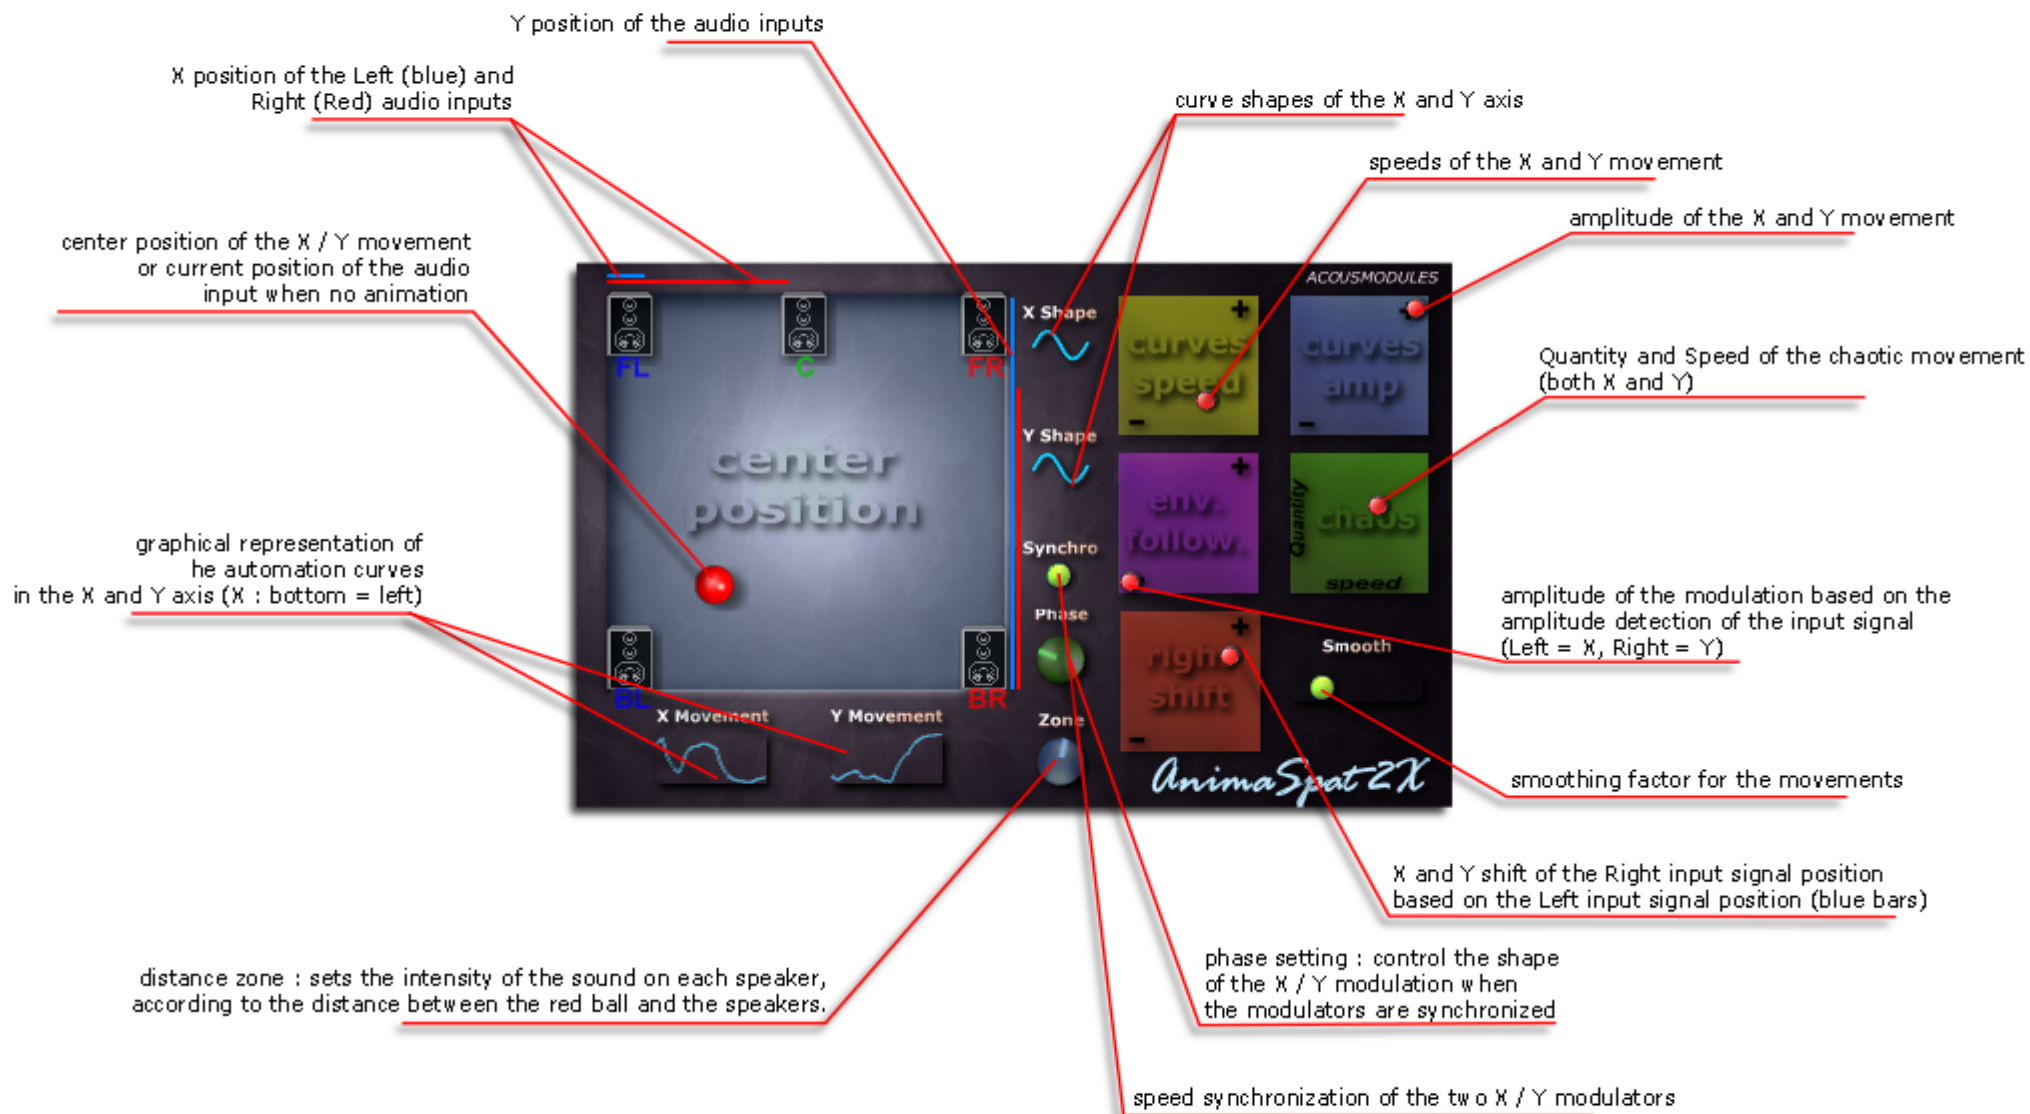 Y position of the audio inputs
X position of the Left (blue) and
Right (Red) audio inputs
curve shapes of the X and Y axis
speeds of the X and Y movement
amplitude of the X and Y movement
center position of the X / Y movement
or current position of the audio
input when no animation
Quantity and Speed of the chaotic movement
(both X and Y)
graphical representation of
he automation curves
in the X and Y axis (X : bottom = left)
amplitude of the modulation based on the
amplitude detection of the input signal
(Left = X, Right = Y)
smoothing factor for the movements
X and Y shift of the Right input signal position
based on the Left input signal position (blue bars)
distance zone : sets the intensity of the sound on each speaker,
according to the distance between the red ball and the speakers.
phase setting : control the shape
of the X / Y modulation when
the modulators are synchronized
speed synchronization of the two X / Y modulators
ACOUSMODULES
FL
C
FR
center
position
BL
BR
X Movement
Y Movement
X Shape
Y Shape
Synchro
Phase
Zone
+
curves
speed
-
+
curves
amp
-
+
env.
follow.
-
Quantity
chaos
speed
+
right
shift
-
Smooth
AnimaSpat2X